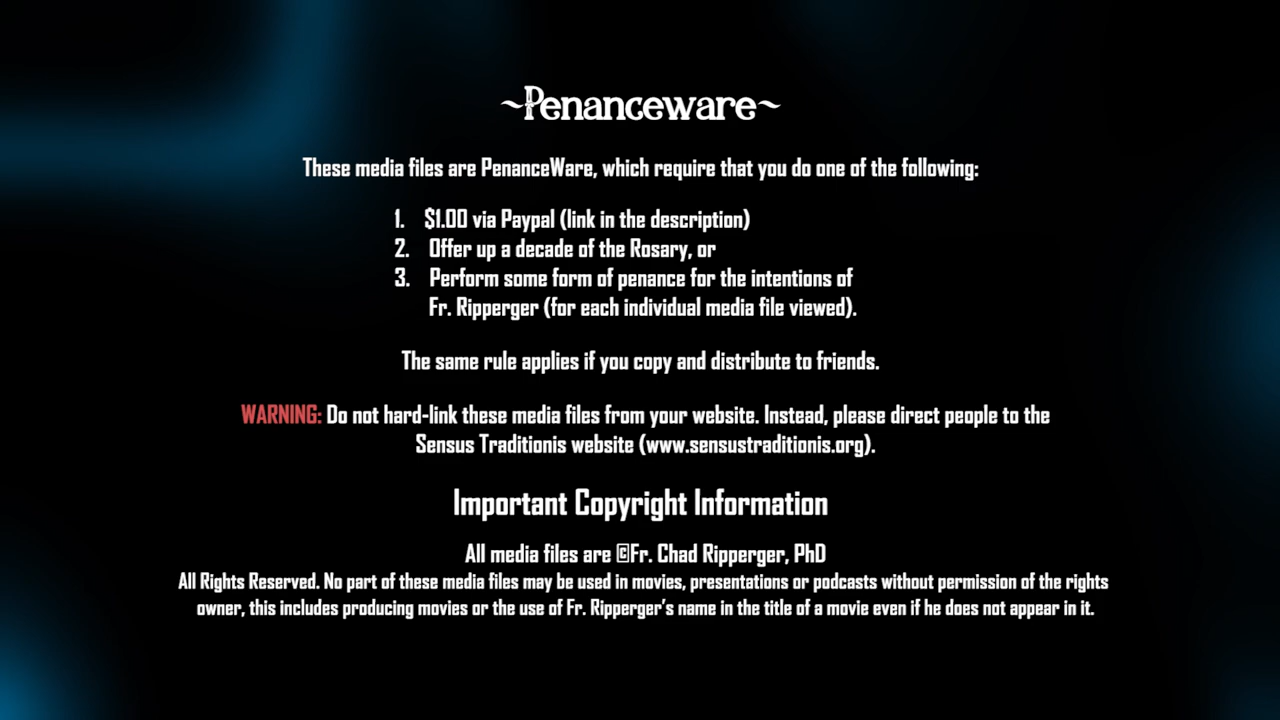 ~Penanceware~
These media files are PenanceWare, which require that you do one of the following:
1. $1.00 via Paypal (link in the description)
2. Offer up a decade of the Rosary, or
3. Perform some form of penance for the intentions of
Fr. Ripperger (for each individual media file viewed).
The same rule applies if you copy and distribute to friends.
WARNING: Do not hard-link these media files from your website. Instead, please direct people to the
Sensus Traditionis website (www.sensustraditionis.org).
Important Copyright Information
All media files are ©Fr. Chad Ripperger, PhD
All Rights Reserved. No part of these media files may be used in movies, presentations or podcasts without permission of the rights
owner, this includes producing movies or the use of Fr. Ripperger's name in the title of a movie even if he does not appear in it.